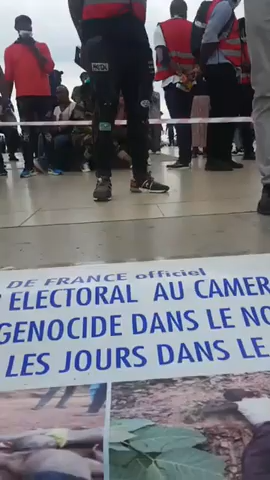 DE FRANCE officiel
ELECTORAL AU CAMER
GENOCIDE DANS LE NO
LES JOURS DANS LE